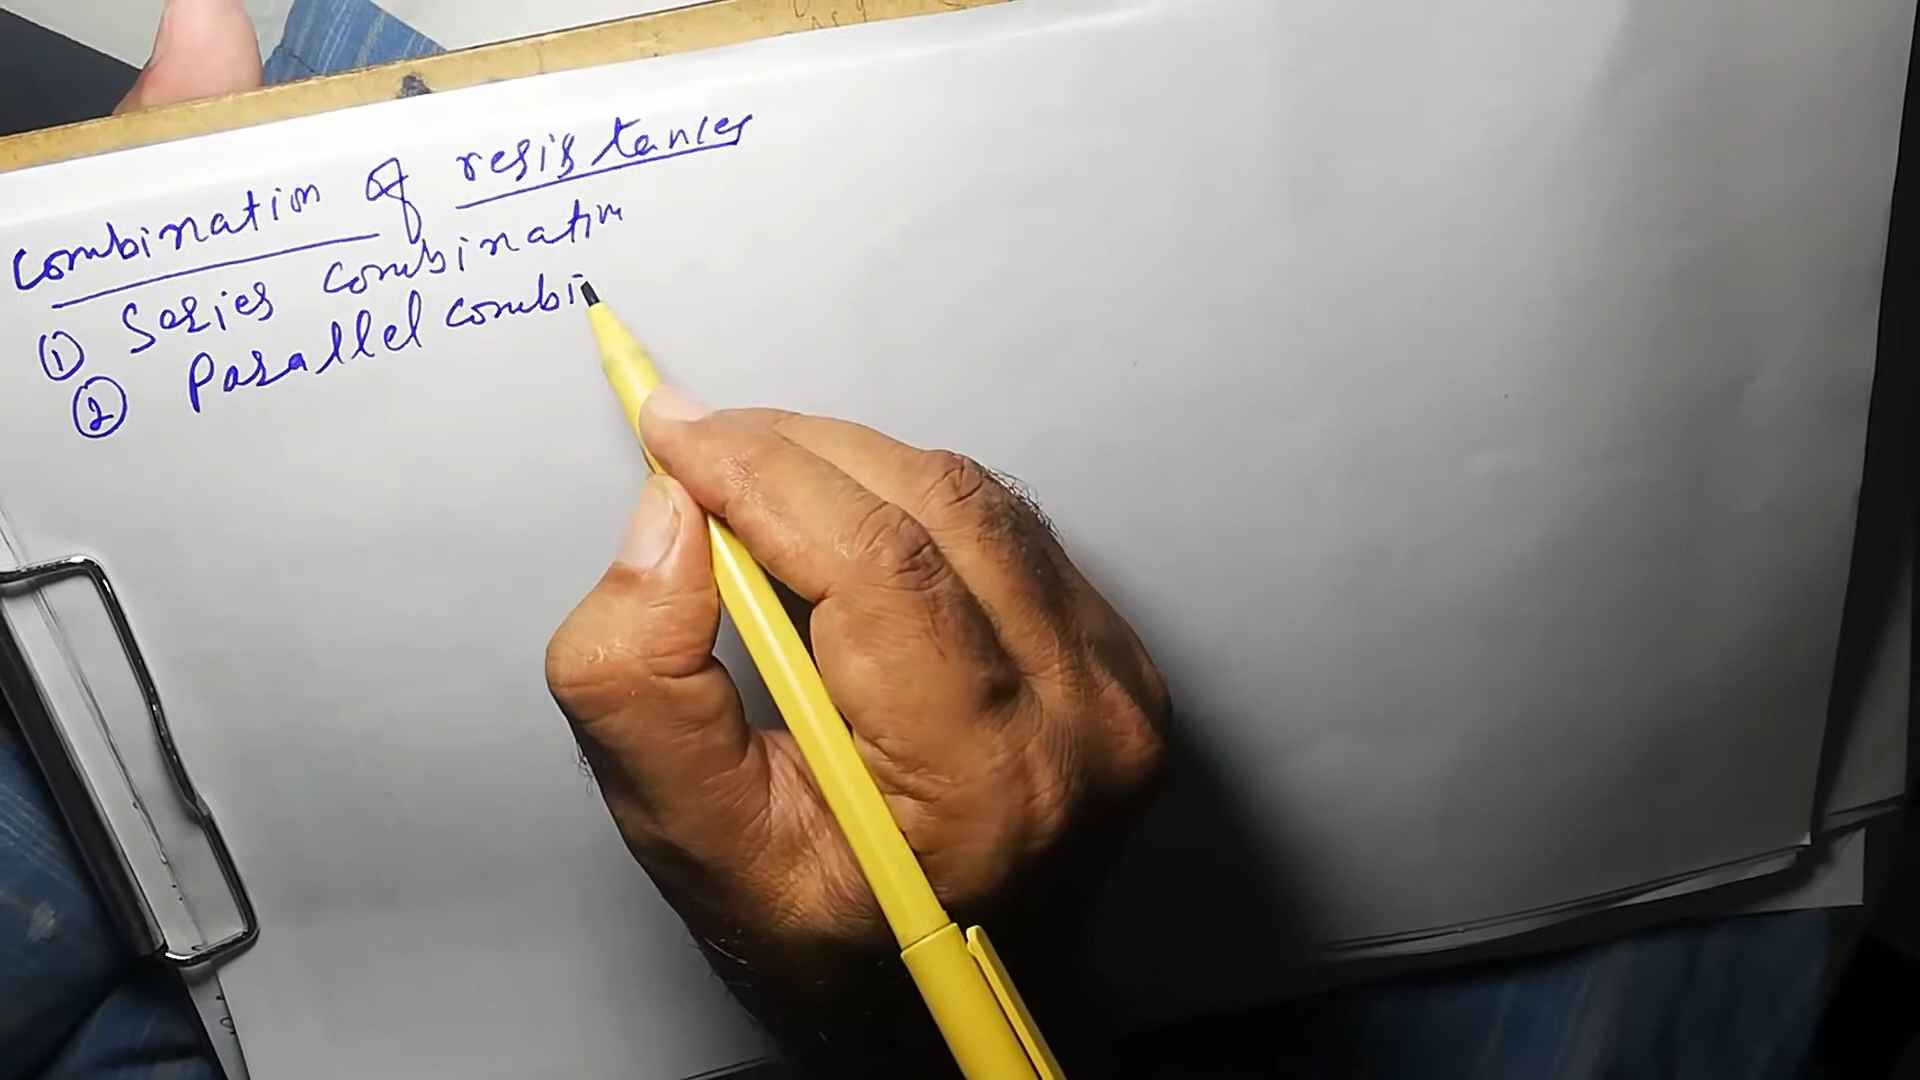 Combination of resistances
① Series combination
② Parallel combi